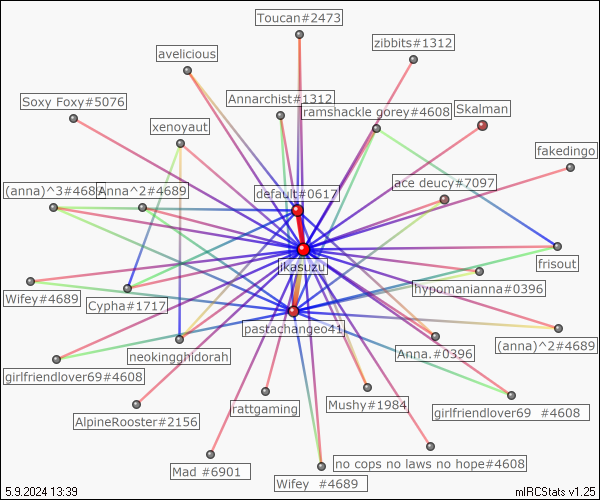 Toucan#2473
zibbits#1312
avelicious
Soxy Foxy#5076
Annarchist#1312
ramshackle gorey#4608
Skalman
xenoyaut
fakedingo
(anna)^3#4689
Anna^2#4689
default#0617
ace deucy#7097
jkasuzu
frisout
Wifey#4689
Cypha#1717
hypomanianna#0396
pastachange041
neokingghidorah
Anna.#0396
(anna)^2#4689
girlfriendlover69#4608
AlpineRooster#2156
rattgaming
Mushy#1984
girlfriendlover69 #4608
Mad #6901
Wifey #4689
no cops no laws no hope#4608
5.9.2024 13:39
mIRCStats v1.25